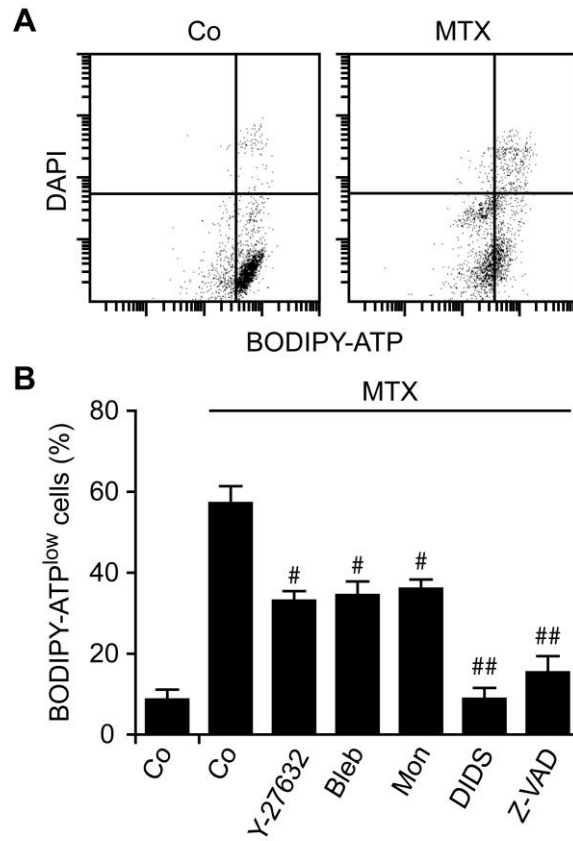 A
Co
MTX
DAPI
BODIPY-ATP
B
MTX
BODIPY-ATPlow cells (%)
80
60
40
20
0
#
#
#
##
##
Co
Co
Y-27632
Bleb
Mon
DIDS
Z-VAD